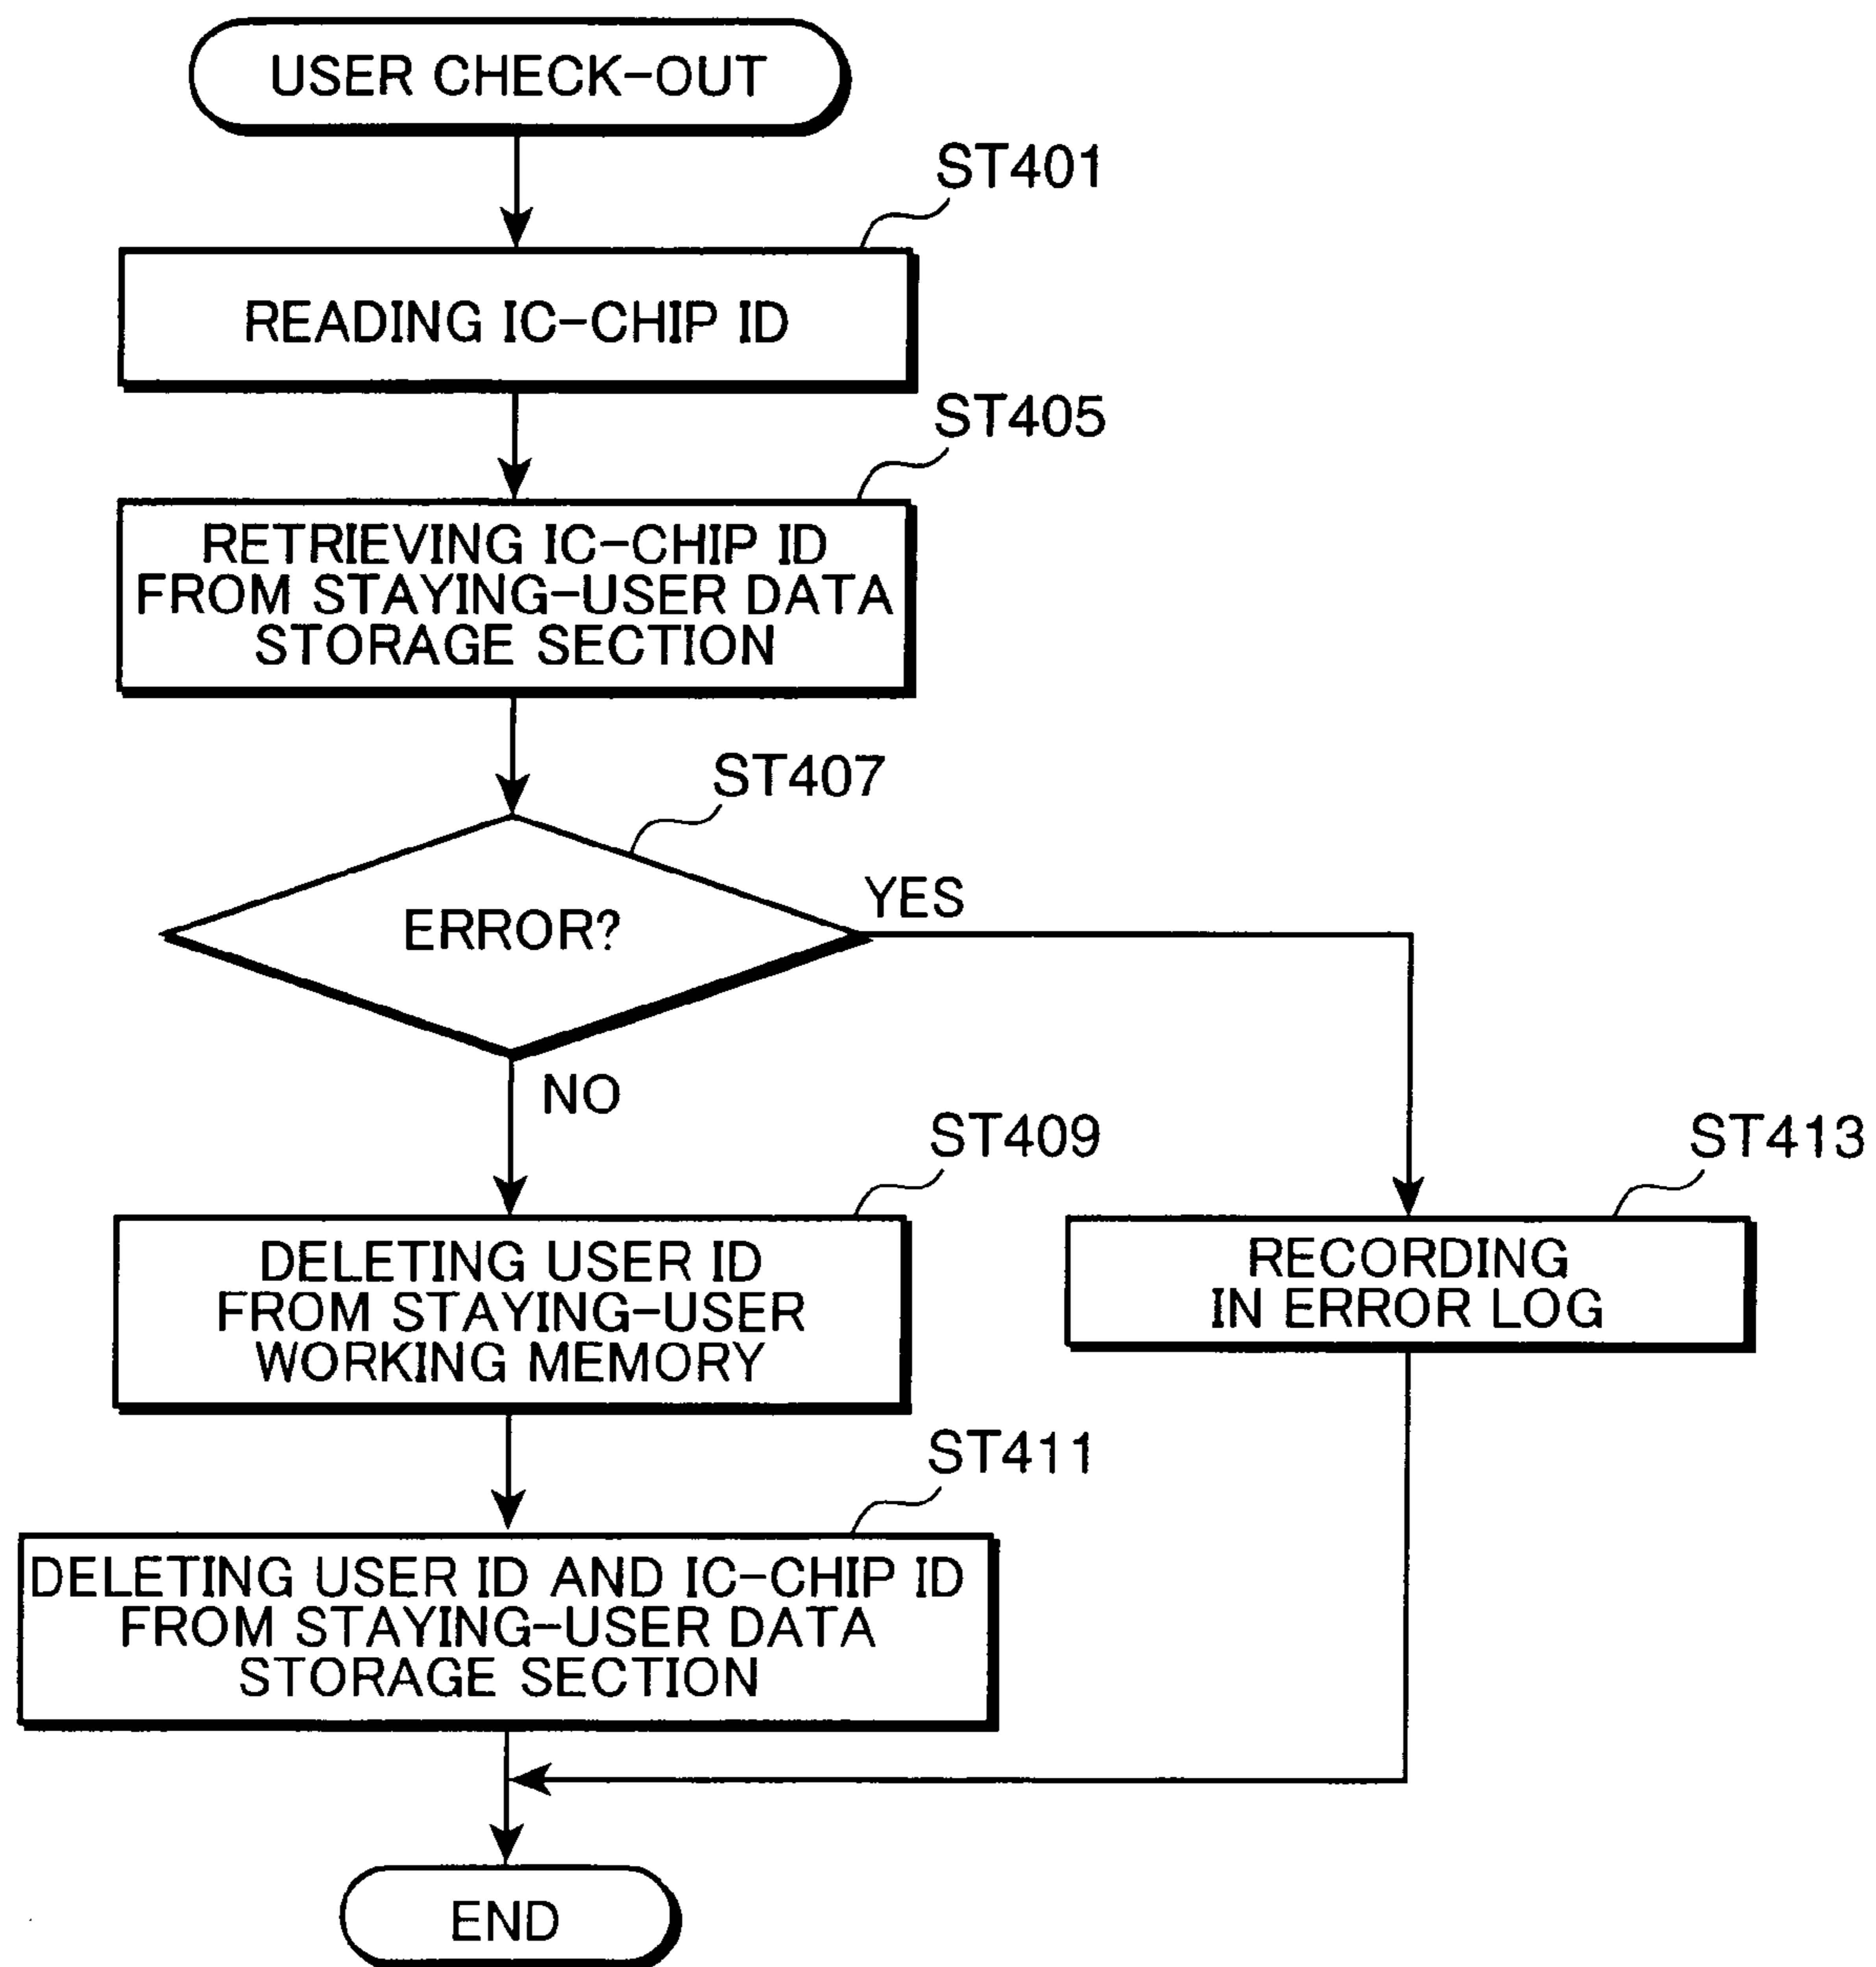 USER CHECK-OUT
ST401
READING IC-CHIP ID
ST405
RETRIEVING IC-CHIP ID
FROM STAYING-USER DATA
STORAGE SECTION
ST407
ERROR?
YES
NO
ST409
DELETING USER ID
FROM STAYING-USER
WORKING MEMORY
ST413
RECORDING
IN ERROR LOG
ST411
DELETING USER ID AND IC-CHIP ID
FROM STAYING-USER DATA
STORAGE SECTION
END